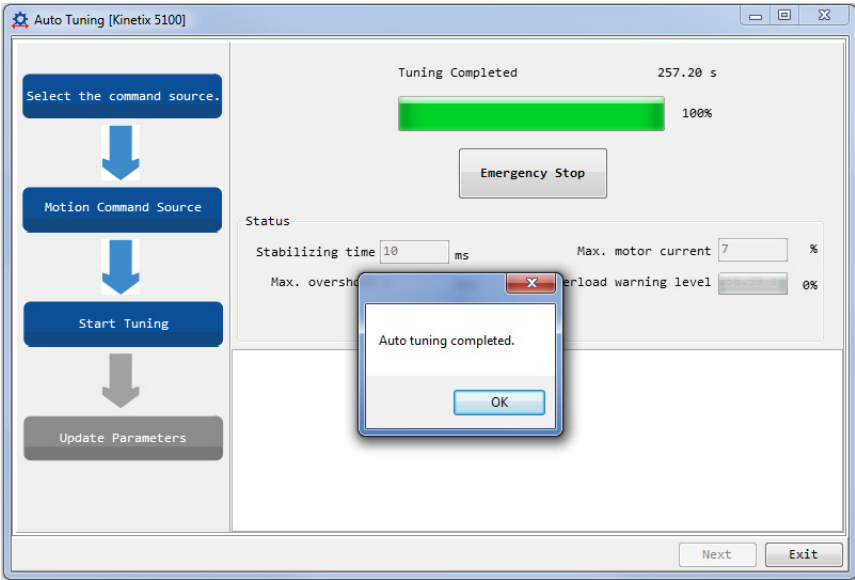 Auto Tuning [Kinetix 5100]
Select the command source.
Motion Command Source
Start Tuning
Update Parameters
Tuning Completed 257.20 s
100%
Emergency Stop
Status
Stabilizing time 10 ms
Max. motor current 7 %
Max.
warning level 0%
Auto tuning completed.
OK
Next Exit